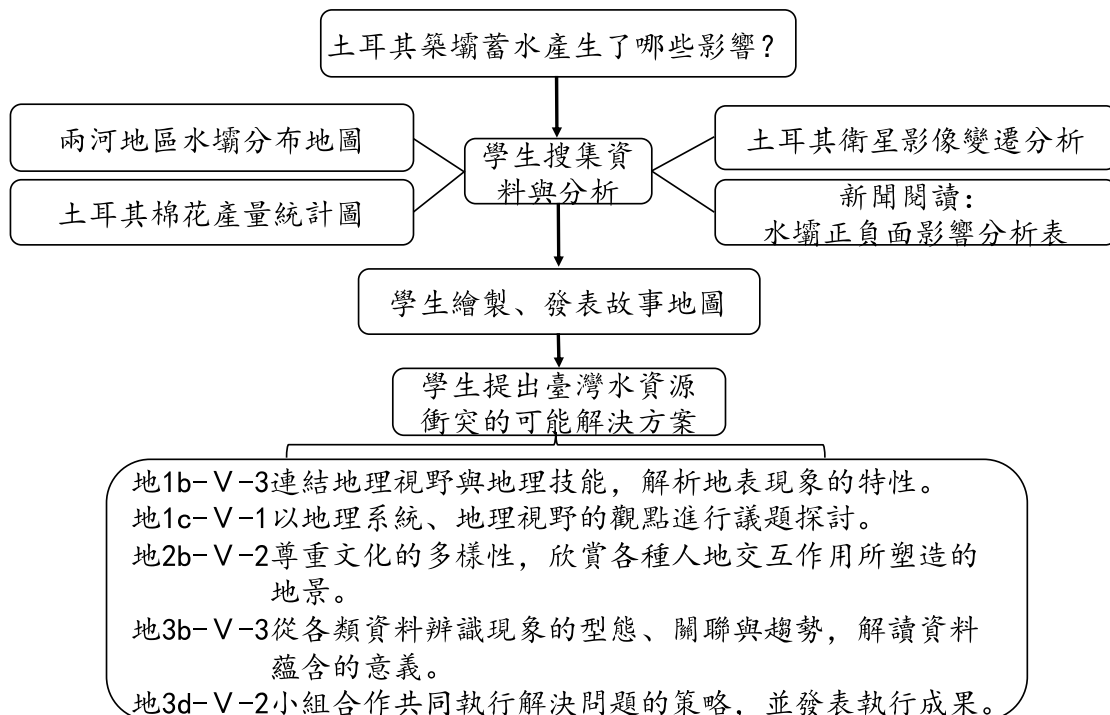 土耳其築壩蓄水產生了哪些影響？
兩河地區水壩分布地圖
土耳其棉花產量統計圖
學生搜集資
料與分析
土耳其衛星影像變遷分析
新聞閱讀：
水壩正負面影響分析表
學生繪製、發表故事地圖
學生提出臺灣水資源
衝突的可能解決方案
地1b-Ⅴ-3連結地理視野與地理技能，解析地表現象的特性。
地1c-Ⅴ-1以地理系統、地理視野的觀點進行議題探討。
地2b-Ⅴ-2尊重文化的多樣性，欣賞各種人地交互作用所塑造的
地景。
地3b-Ⅴ-3從各類資料辨識現象的型態、關聯與趨勢，解讀資料
蘊含的意義。
地3d-Ⅴ-2小組合作共同執行解決問題的策略，並發表執行成果。